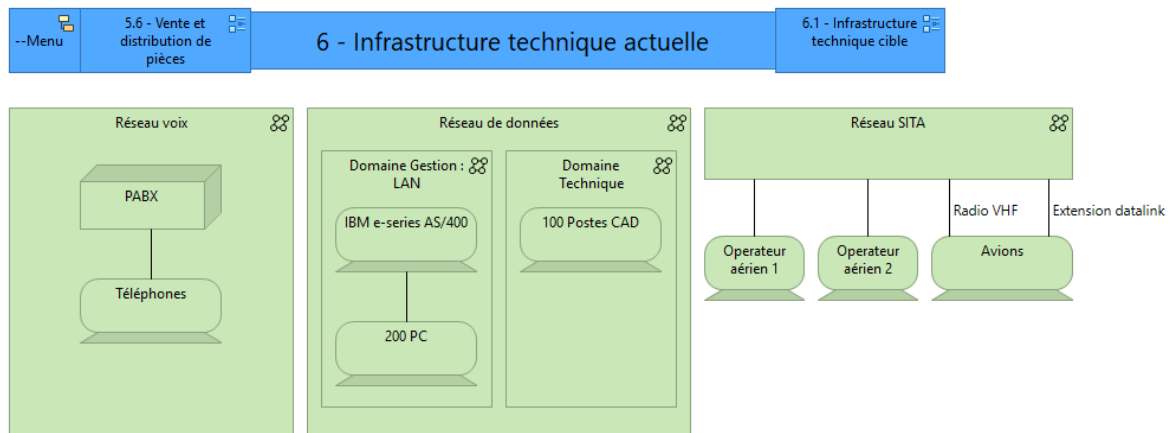 --Menu
5.6 - Vente et
distribution de
pièces
6 - Infrastructure technique actuelle
6.1 - Infrastructure
technique cible
Réseau voix
PABX
Téléphones
Réseau de données
Domaine Gestion :
LAN
IBM e-series AS/400
200 PC
Domaine
Technique
100 Postes CAD
Réseau SITA
Radio VHF
Extension datalink
Operateur
aérien 1
Operateur
aérien 2
Avions